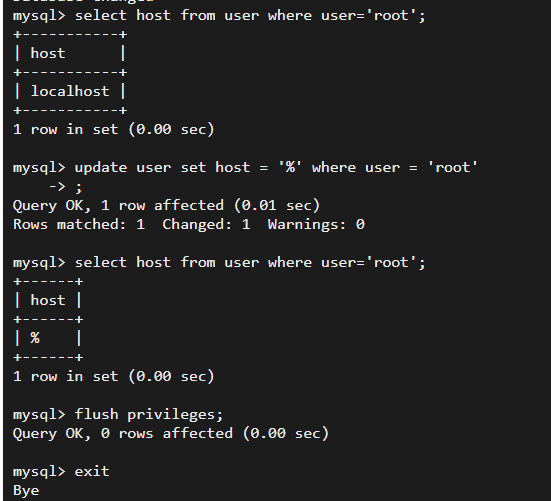 mysql> select host from user where user='root';
+-----------+
| host      |
+-----------+
| localhost |
+-----------+
1 row in set (0.00 sec)

mysql> update user set host = '%' where user = 'root'
    -> ;
Query OK, 1 row affected (0.01 sec)
Rows matched: 1  Changed: 1  Warnings: 0

mysql> select host from user where user='root';
+------+
| host |
+------+
| %    |
+------+
1 row in set (0.00 sec)

mysql> flush privileges;
Query OK, 0 rows affected (0.00 sec)

mysql> exit
Bye